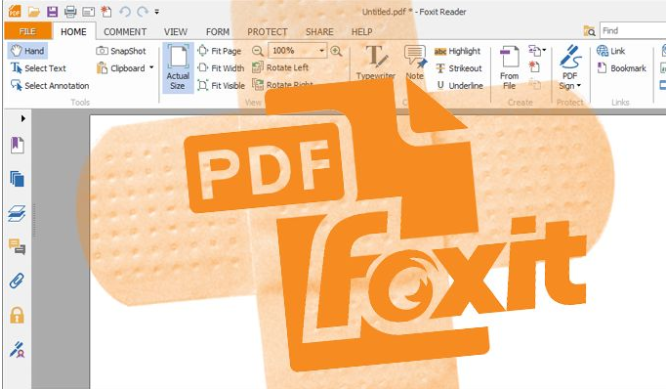 Untitled.pdf * - Foxit Reader
FILE HOME COMMENT VIEW FORM PROTECT SHARE HELP Find
Hand SnapShot Fit Page 100% Highlight Link
Select Text Clipboard Fit Width Rotate Left Strikeout Bookmark
Actual Size Typewriter Note From File PDF Sign
Select Annotation Fit Visible Rotate Right Underline
Tools View Create Protect Links
PDF
foxit